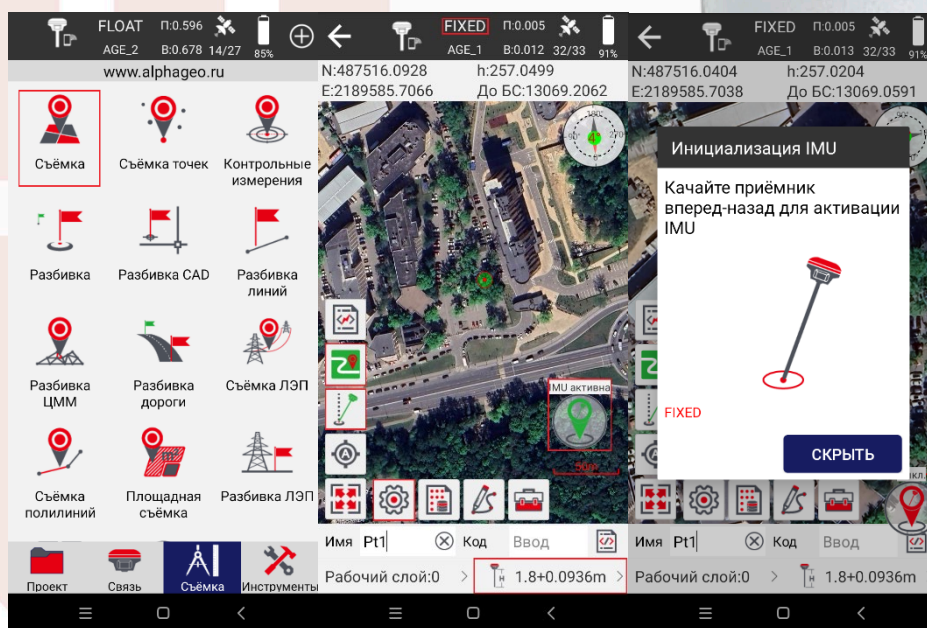 FLOAT П:0.596
AGE_2 В:0.678 14/27 85%
www.alphageo.ru
Съёмка
Съёмка точек
Контрольные
измерения
Разбивка
Разбивка CAD
Разбивка
линий
Разбивка
ЦММ
Разбивка
дороги
Съёмка ЛЭП
Съёмка
полилиний
Площадная
съёмка
Разбивка ЛЭП
Проект
Связь
Съёмка
Инструменты
FIXED П:0.005
AGE_1 В:0.012 32/33 91%
N:487516.0928 h:257.0499
E:2189585.7066 До БС:13069.2062
180°
90°
270
4°
IMU активна
50m
Имя Pt1 Код Ввод
Рабочий слой:0 > H 1.8+0.0936m >
FIXED П:0.005
AGE_1 В:0.013 32/33 91%
N:487516.0404 h:257.0204
E:2189585.7038 До БС:13069.0591
Инициализация IMU
Качайте приёмник
вперед-назад для активации
IMU
FIXED
СКРЫТЬ
кл.
Имя Pt1 Код Ввод
Рабочий слой:0 > H 1.8+0.0936m